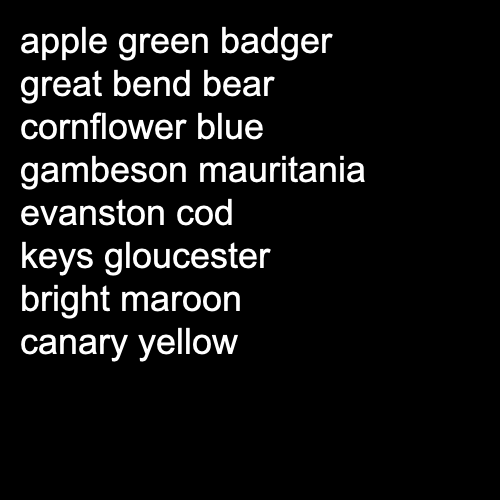 apple green badger
great bend bear
cornflower blue
gambeson mauritania
evanston cod
keys gloucester
bright maroon
canary yellow